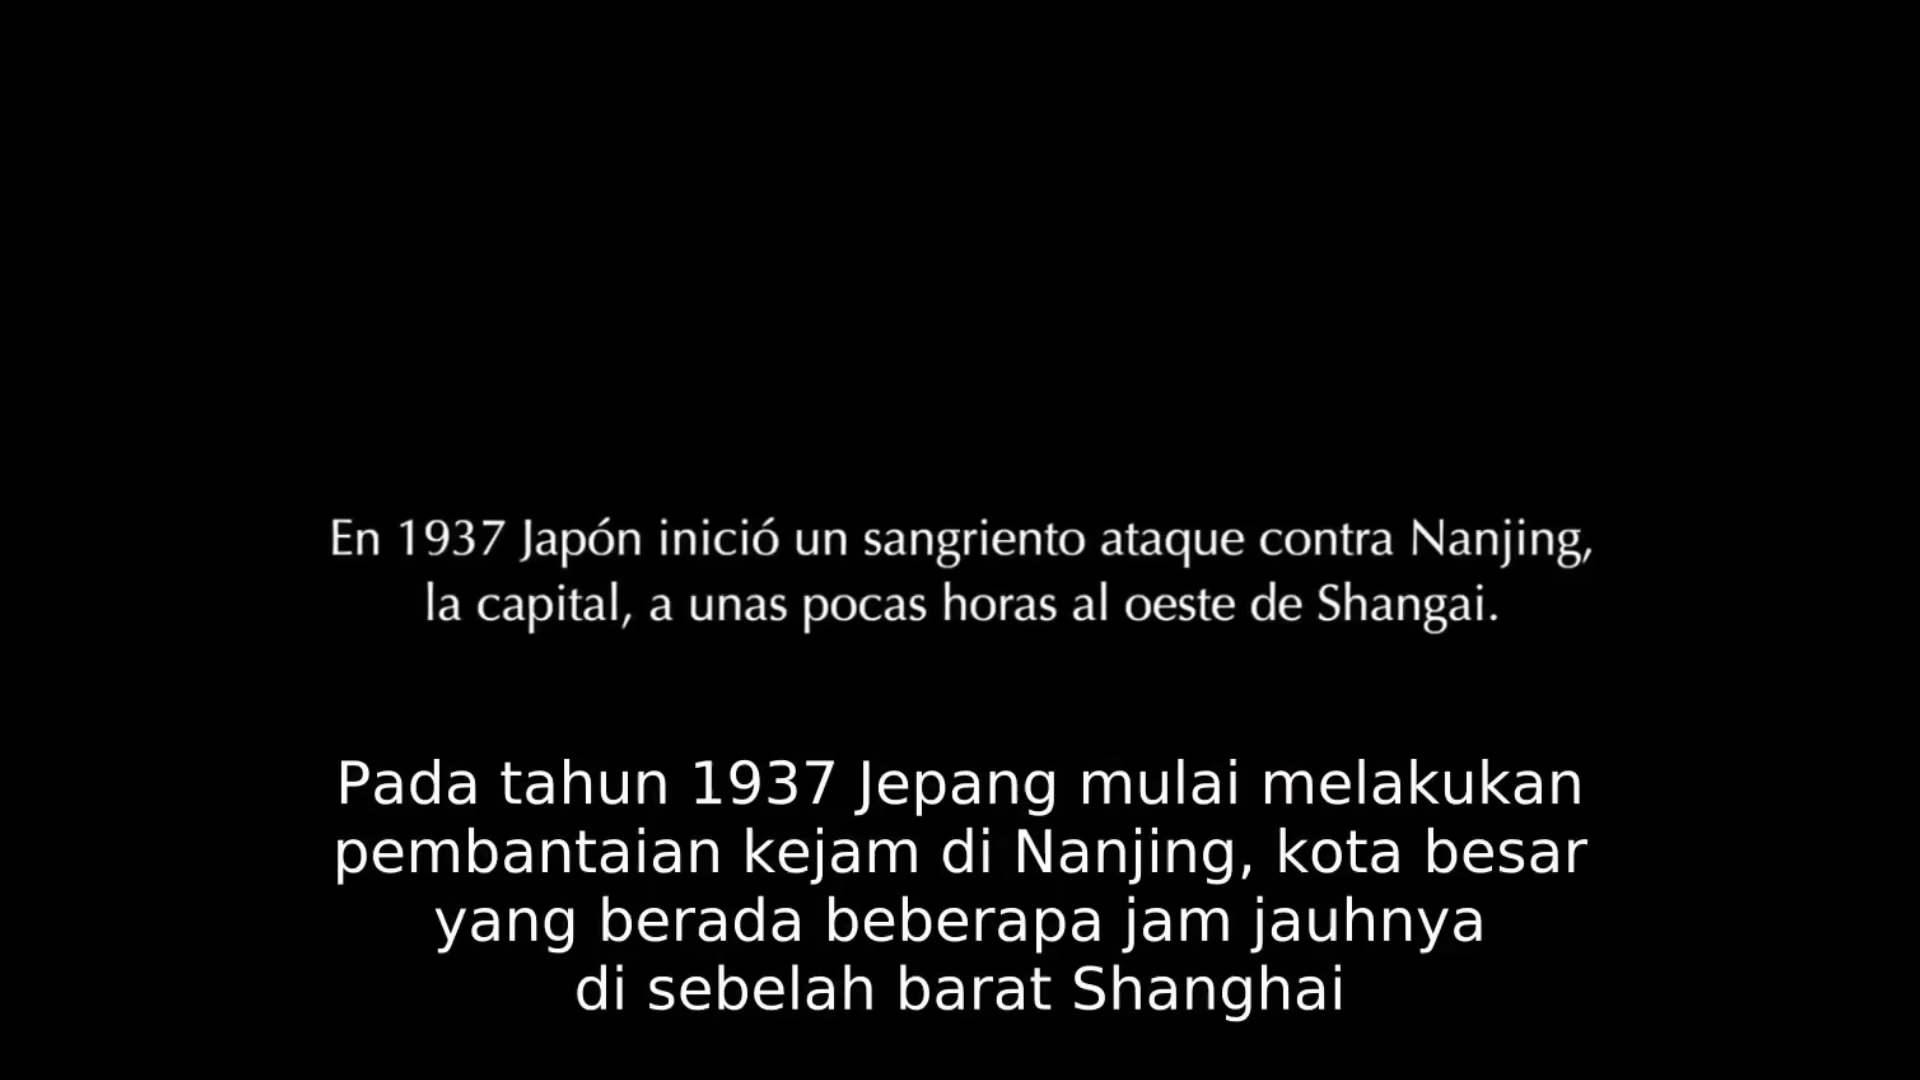 En 1937 Japón inició un sangriento ataque contra Nanjing,
la capital, a unas pocas horas al oeste de Shangai.
Pada tahun 1937 Jepang mulai melakukan
pembantaian kejam di Nanjing, kota besar
yang berada beberapa jam jauhnya
di sebelah barat Shanghai